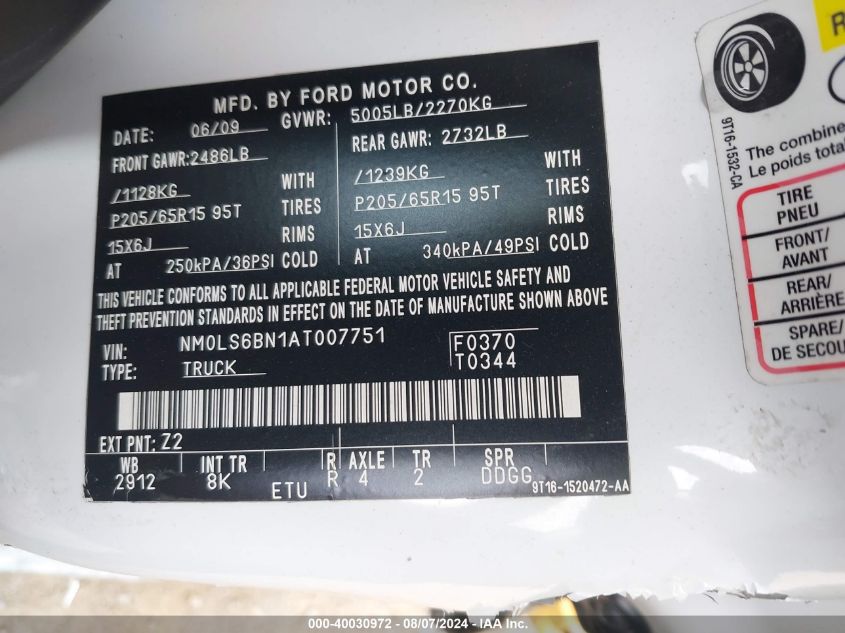 MFD. BY FORD MOTOR CO.
DATE: 06/09 GVWR: 5005LB/2270KG
FRONT GAWR:2486LB REAR GAWR: 2732LB
/1128KG WITH /1239KG WITH
P205/65R15 95T TIRES P205/65R15 95T TIRES
15X6J RIMS 15X6J RIMS
AT 250kPA/36PSI COLD AT 340kPA/49PSI COLD
THIS VEHICLE CONFORMS TO ALL APPLICABLE FEDERAL MOTOR VEHICLE SAFETY AND
THEFT PREVENTION STANDARDS IN EFFECT ON THE DATE OF MANUFACTURE SHOWN ABOVE
VIN: NM0LS6BN1AT007751 F0370
TYPE: TRUCK T0344
EXT PNT: Z2
WB INT TR R AXLE TR SPR
2912 8K ETU R 4 2 DDGG
9T16-1520472-AA
9T16-1532-CA
The combine
Le poids total
TIRE
PNEU
FRONT/
AVANT
REAR/
ARRIÈRE
SPARE/
DE SECOU
000-40030972 - 08/07/2024 - IAA Inc.